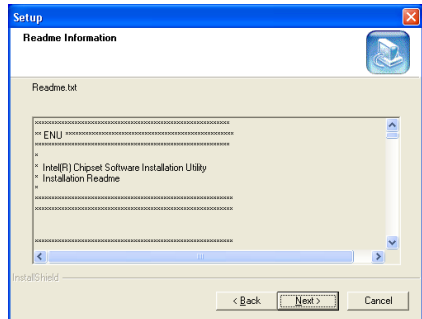 Setup
Readme Information
Readme.txt
************************************************************
** ENU ******************************************************
************************************************************
*
* Intel(R) Chipset Software Installation Utility
* Installation Readme
*
*************************************************************
*************************************************************
*************************************************************
InstallShield
< Back
Next >
Cancel